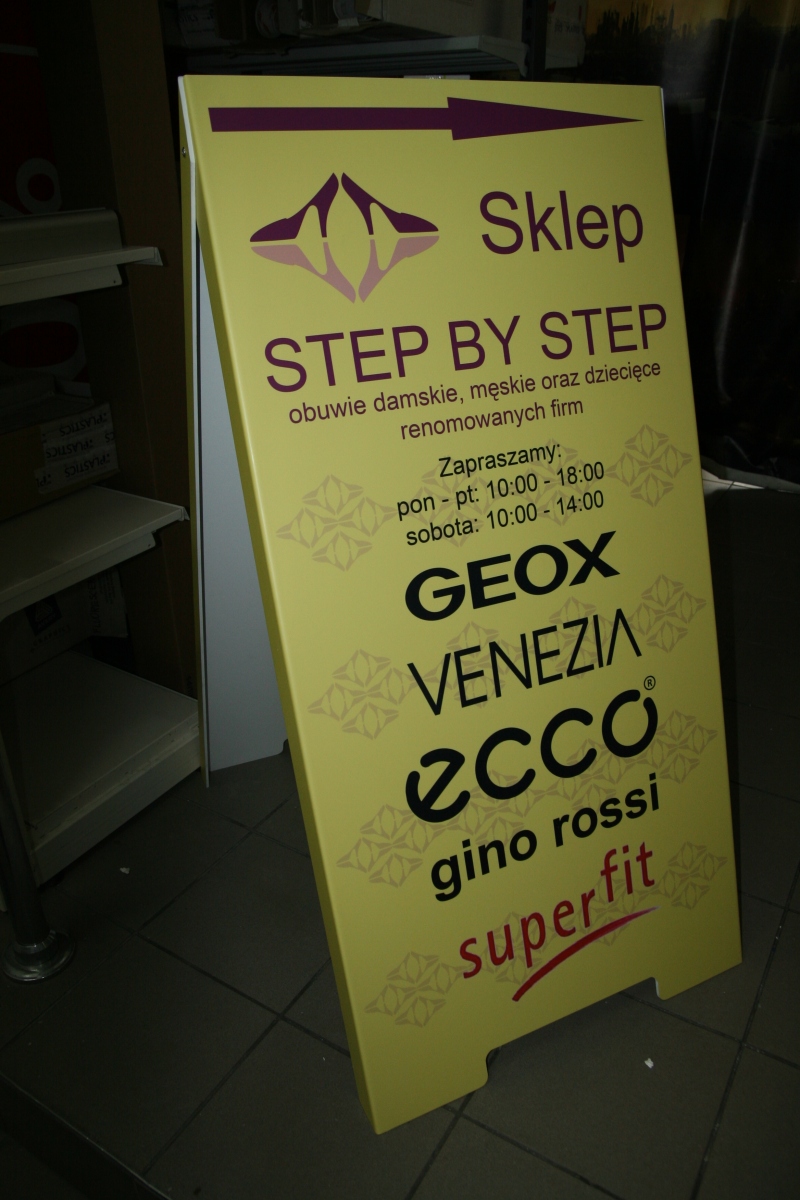 Sklep
STEP BY STEP
obuwie damskie, męskie oraz dziecięce
renomowanych firm
Zapraszamy:
pon - pt: 10:00 - 18:00
sobota: 10:00 - 14:00
GEOX
VENEZIA
ecco®
gino rossi
superfit